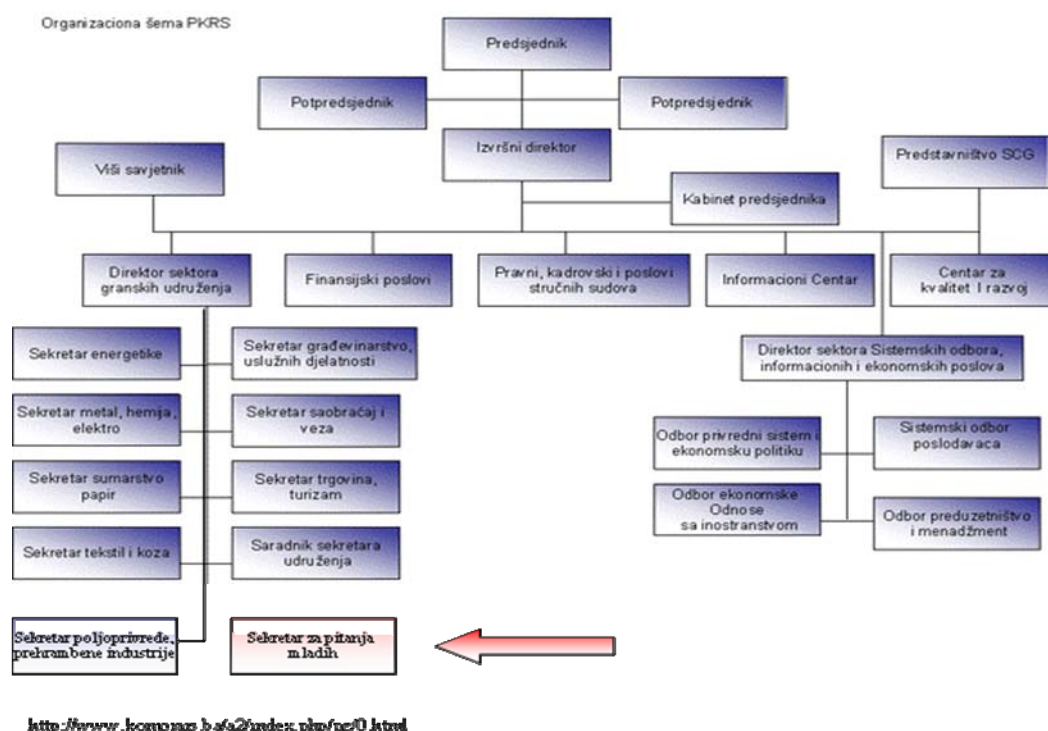 Organizaciona šema PKRS
Predsjednik
Potpredsjednik
Potpredsjednik
Izvršni direktor
Viši savjetnik
Predstavništvo SCG
Kabinet predsjednika
Direktor sektora
granskih udruženja
Finansijski poslovi
Pravni, kadrovski i poslovi
stručnih sudova
Informacioni Centar
Centar za
kvalitet I razvoj
Sekretar energetike
Sekretar građevinarstvo,
uslužnih djelatnosti
Direktor sektora Sistemskih odbora,
informacionih i ekonomskih poslova
Sekretar metal, hemija,
elektro
Sekretar saobraćaj i
veza
Odbor privredni sistem i
ekonomsku politiku
Sistemski odbor
poslodavaca
Sekretar sumarstvo
papir
Sekretar trgovina,
turizam
Odbor ekonomske
Odnose
sa inostranstvom
Odbor preduzetništvo
i menadžment
Sekretar tekstil i koza
Saradnik sekretara
udruženja
Sekretar poljoprivrede,
prehrambene industrije
Sekretar za pitanja
mladih